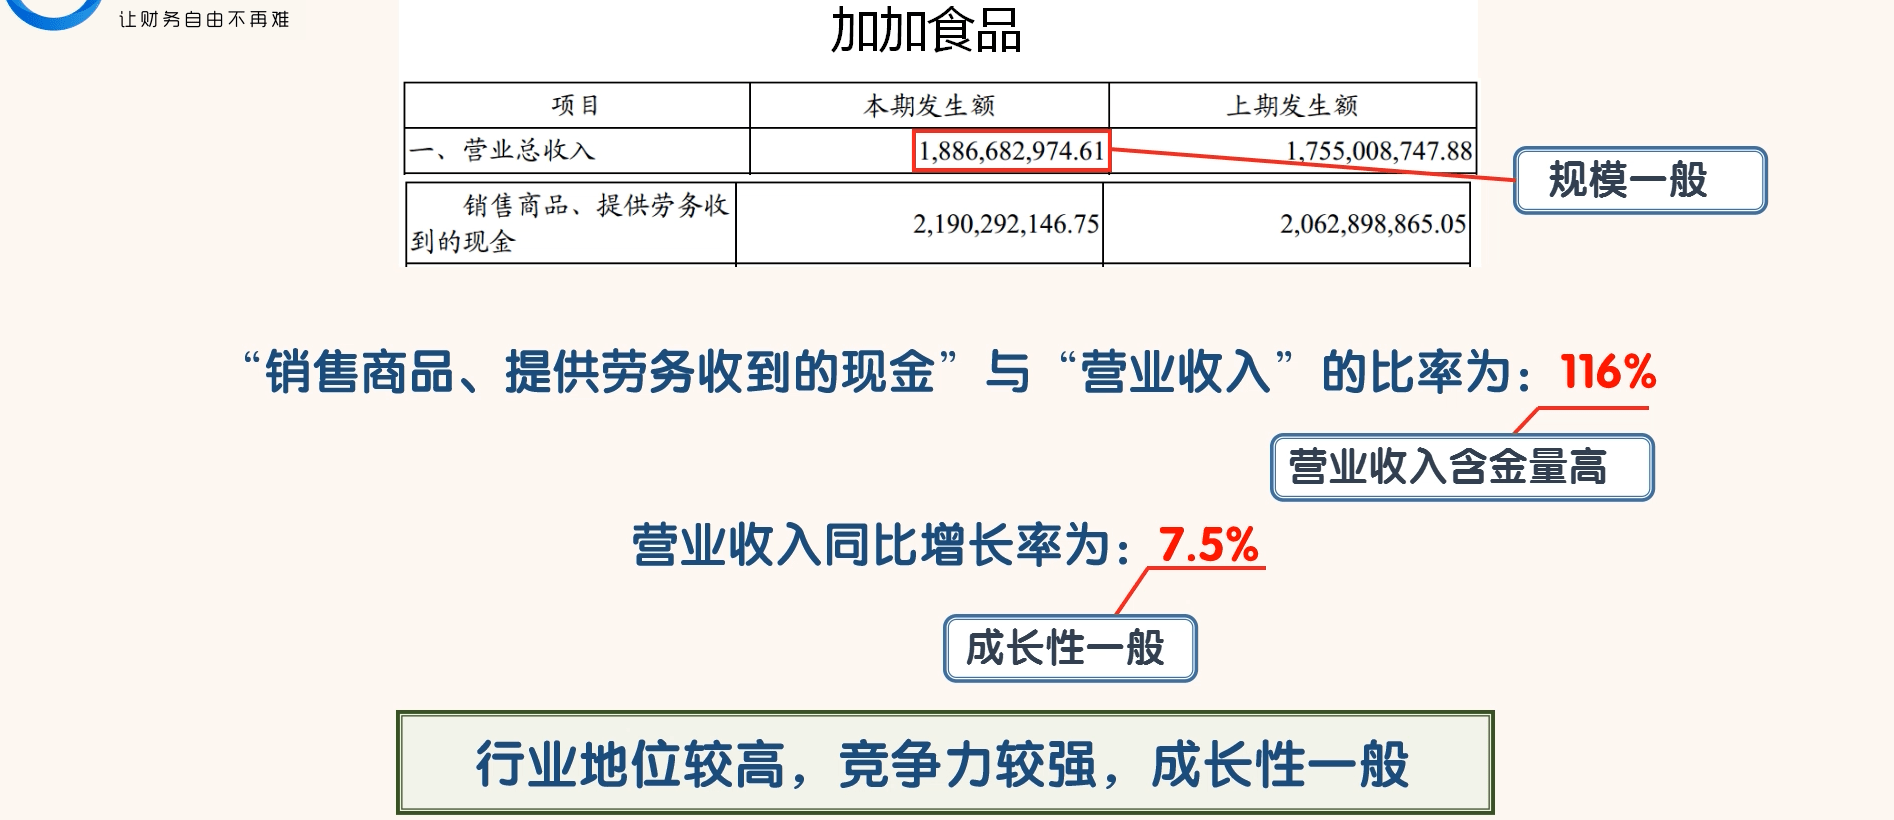 让财务自由不再难
加加食品
项目 本期发生额 上期发生额
一、营业总收入 1,886,682,974.61 1,755,008,747.88
规模一般
销售商品、提供劳务收
到的现金 2,190,292,146.75 2,062,898,865.05
“销售商品、提供劳务收到的现金”与“营业收入”的比率为：116%
营业收入含金量高
营业收入同比增长率为：7.5%
成长性一般
行业地位较高，竞争力较强，成长性一般